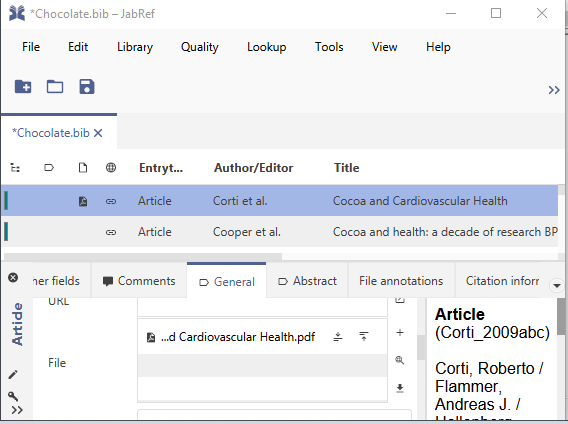 *Chocolate.bib – JabRef
File Edit Library Quality Lookup Tools View Help
*Chocolate.bib
Entryt... Author/Editor Title
Article Corti et al. Cocoa and Cardiovascular Health
Article Cooper et al. Cocoa and health: a decade of research BP
her fields Comments General Abstract File annotations Citation inforr
Article
URL
File
...d Cardiovascular Health.pdf
Article
(Corti_2009abc)
Corti, Roberto /
Flammer,
Andreas J. /